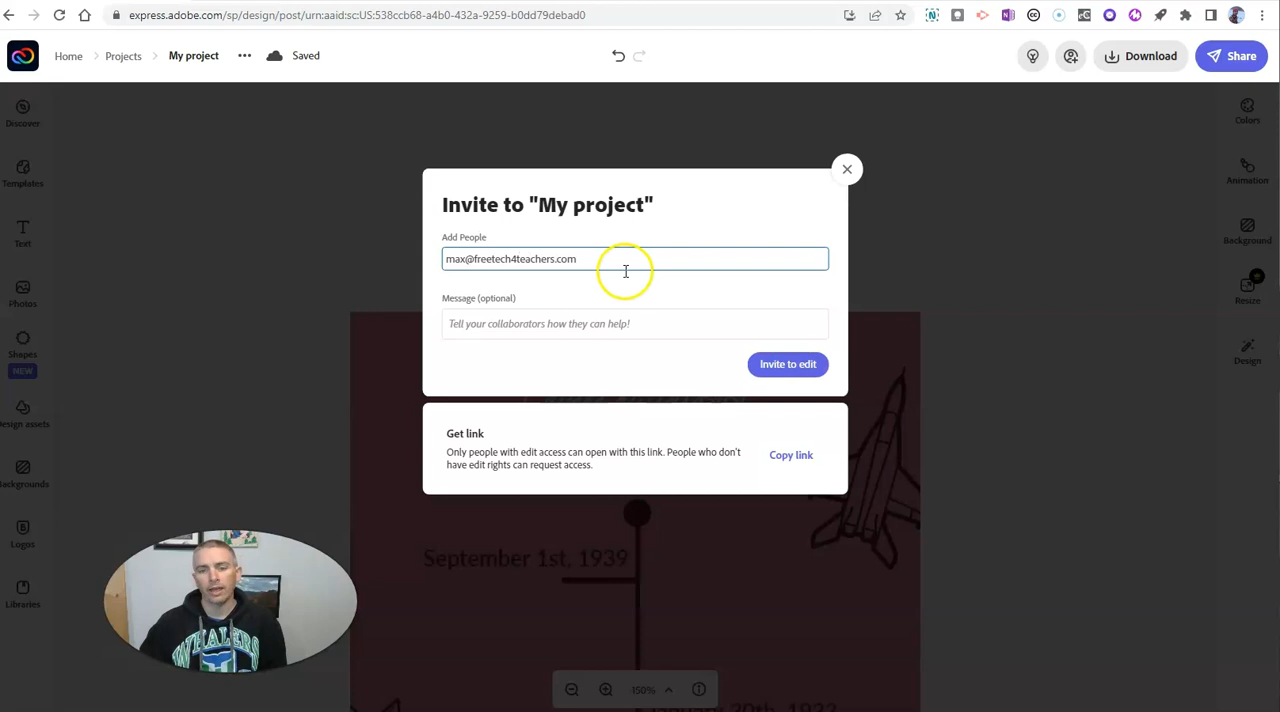 express.adobe.com/sp/design/post/urn:aaid:sc:US:538ccb68-a4b0-432a-9259-b0dd79debad0
Home
Projects
My project
Saved
Download
Share
Discover
Templates
Text
Photos
Shapes
NEW
Design assets
Backgrounds
Logos
Libraries
Invite to "My project"
Add People
max@freetech4teachers.com
Message (optional)
Tell your collaborators how they can help!
Invite to edit
Get link
Only people with edit access can open with this link. People who don't
have edit rights can request access.
Copy link
September 1st, 1939
January 30th, 1933
150%
WHALERS
Colors
Animation
Background
Resize
Design